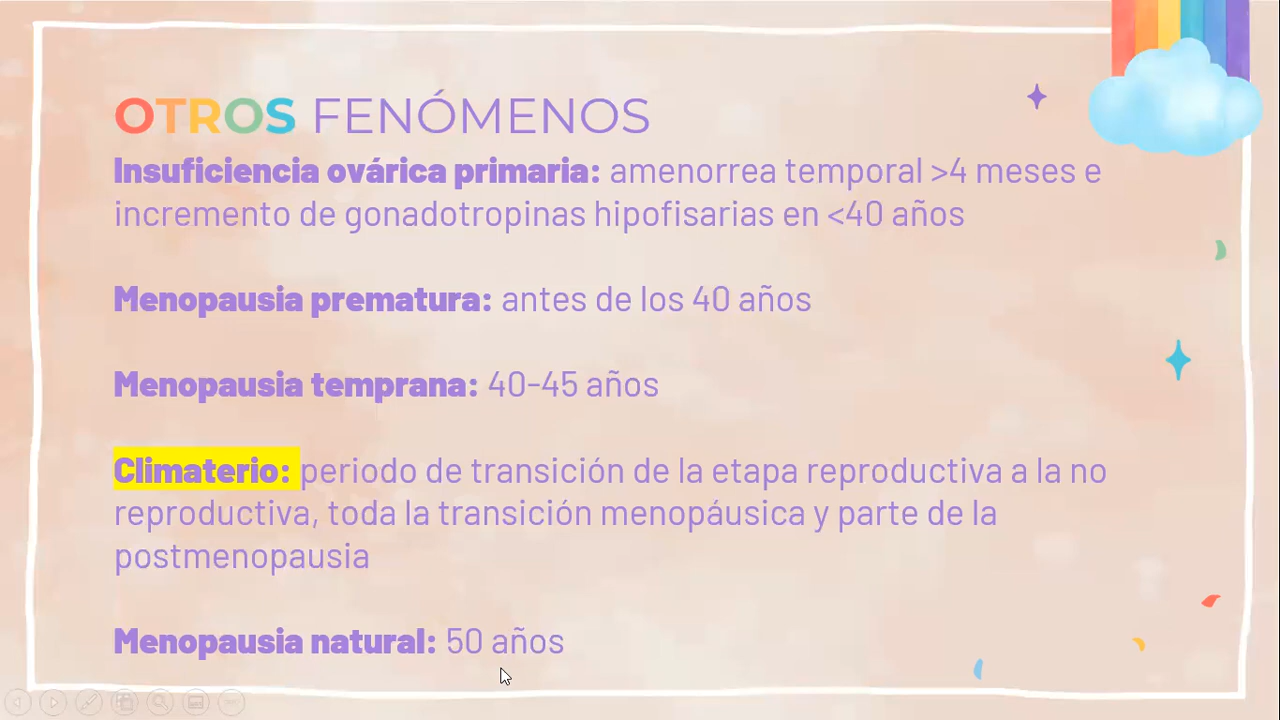 OTROS FENÓMENOS
Insuficiencia ovárica primaria: amenorrea temporal >4 meses e
incremento de gonadotropinas hipofisarias en <40 años
Menopausia prematura: antes de los 40 años
Menopausia temprana: 40-45 años
Climaterio: periodo de transición de la etapa reproductiva a la no
reproductiva, toda la transición menopáusica y parte de la
postmenopausia
Menopausia natural: 50 años